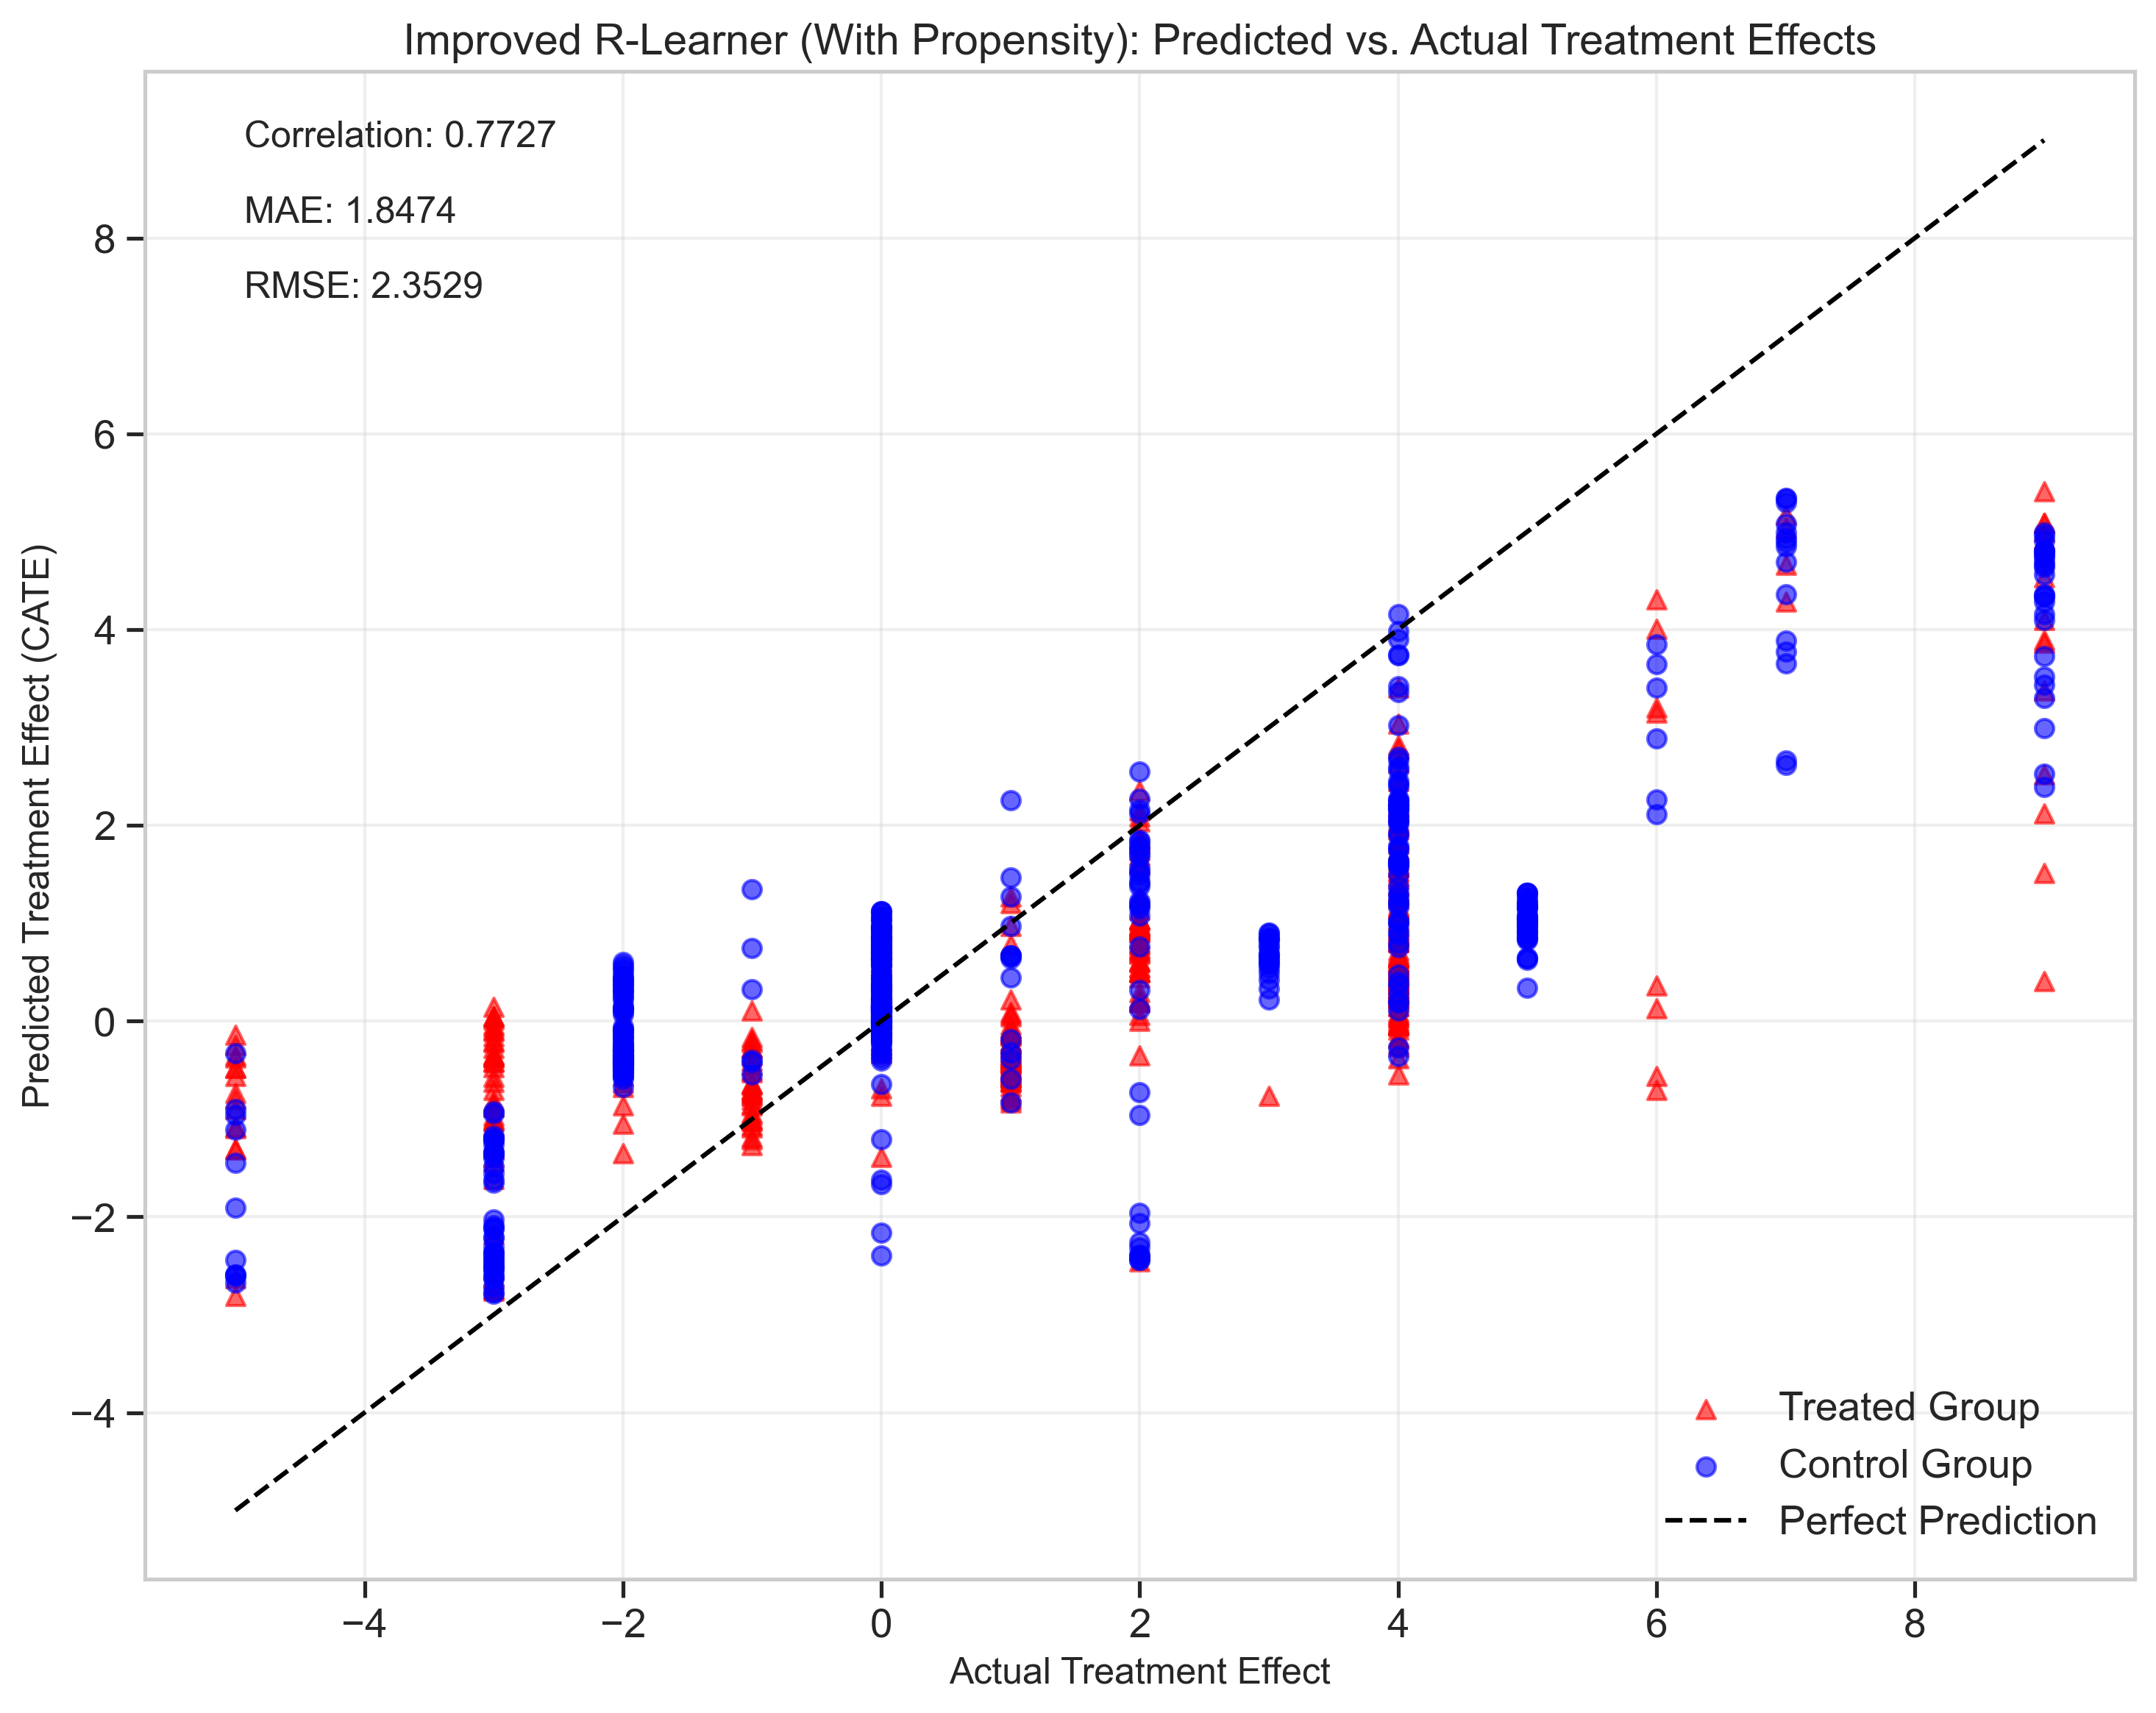 Improved R-Learner (With Propensity): Predicted vs. Actual Treatment Effects
Correlation: 0.7727
MAE: 1.8474
RMSE: 2.3529
8
6
4
2
0
−2
−4
Predicted Treatment Effect (CATE)
Treated Group
Control Group
Perfect Prediction
−4 −2 0 2 4 6 8
Actual Treatment Effect